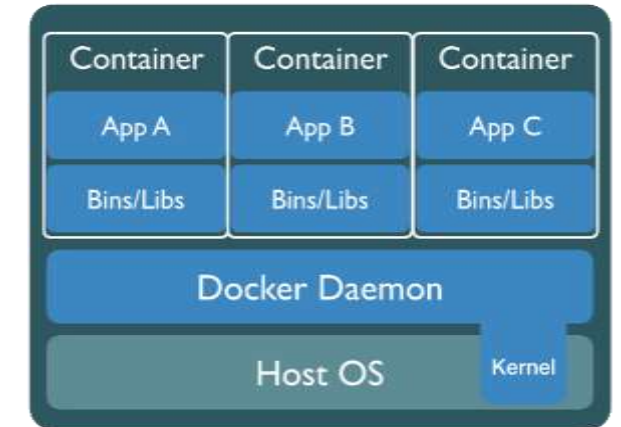 Container Container Container
App A App B App C
Bins/Libs Bins/Libs Bins/Libs
Docker Daemon
Host OS Kernel